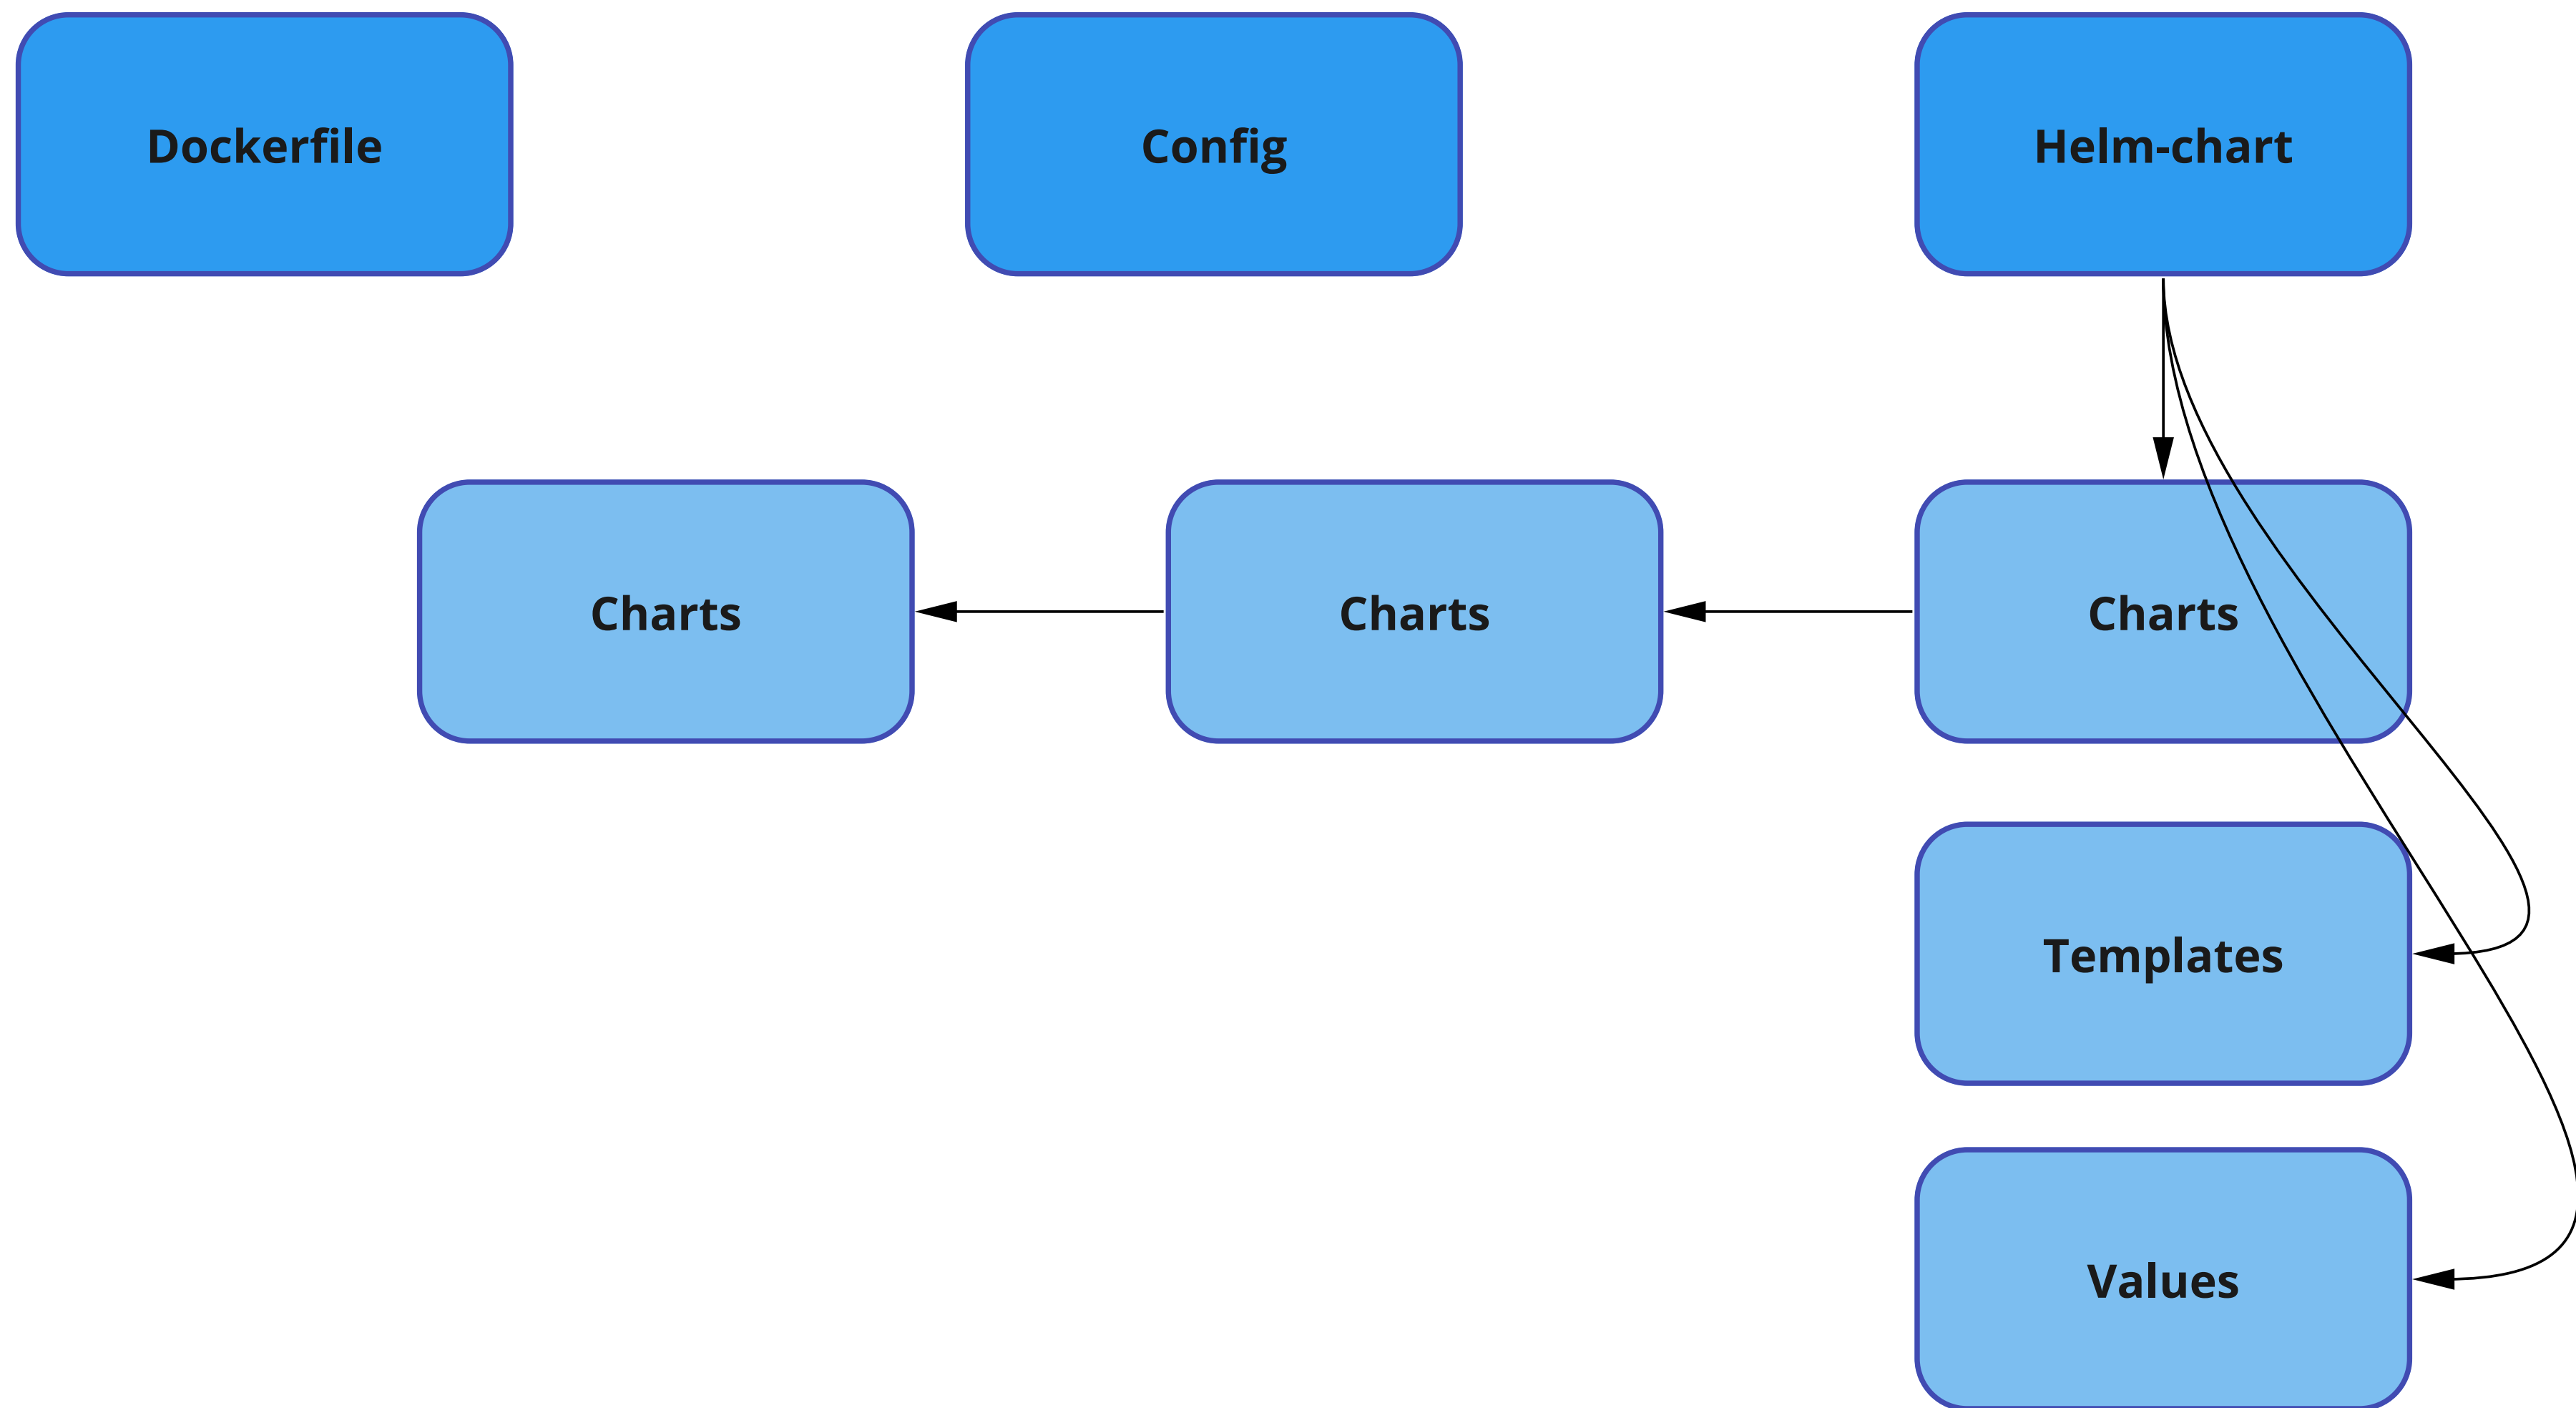 Dockerfile
Config
Helm-chart
Charts
Charts
Charts
Templates
Values